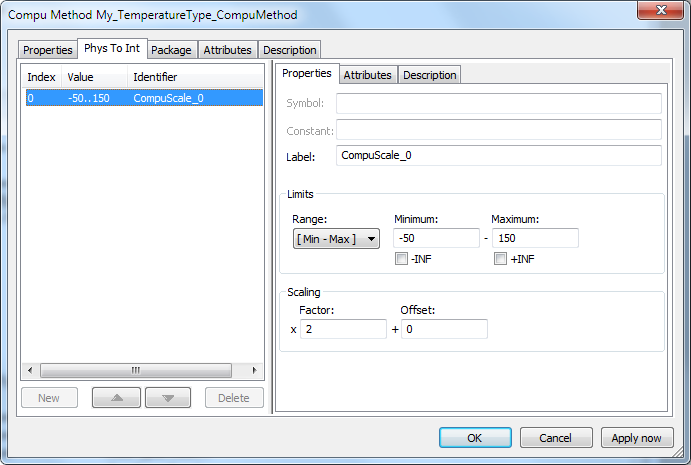 Compu Method My_TemperatureType_CompuMethod
Properties Phys To Int Package Attributes Description
Index Value Identifier
0 -50..150 CompuScale_0
New Delete
Properties Attributes Description
Symbol:
Constant:
Label: CompuScale_0
Limits
Range: Minimum: Maximum:
[ Min - Max ] -50 - 150
-INF +INF
Scaling
Factor: Offset:
x 2 + 0
OK Cancel Apply now